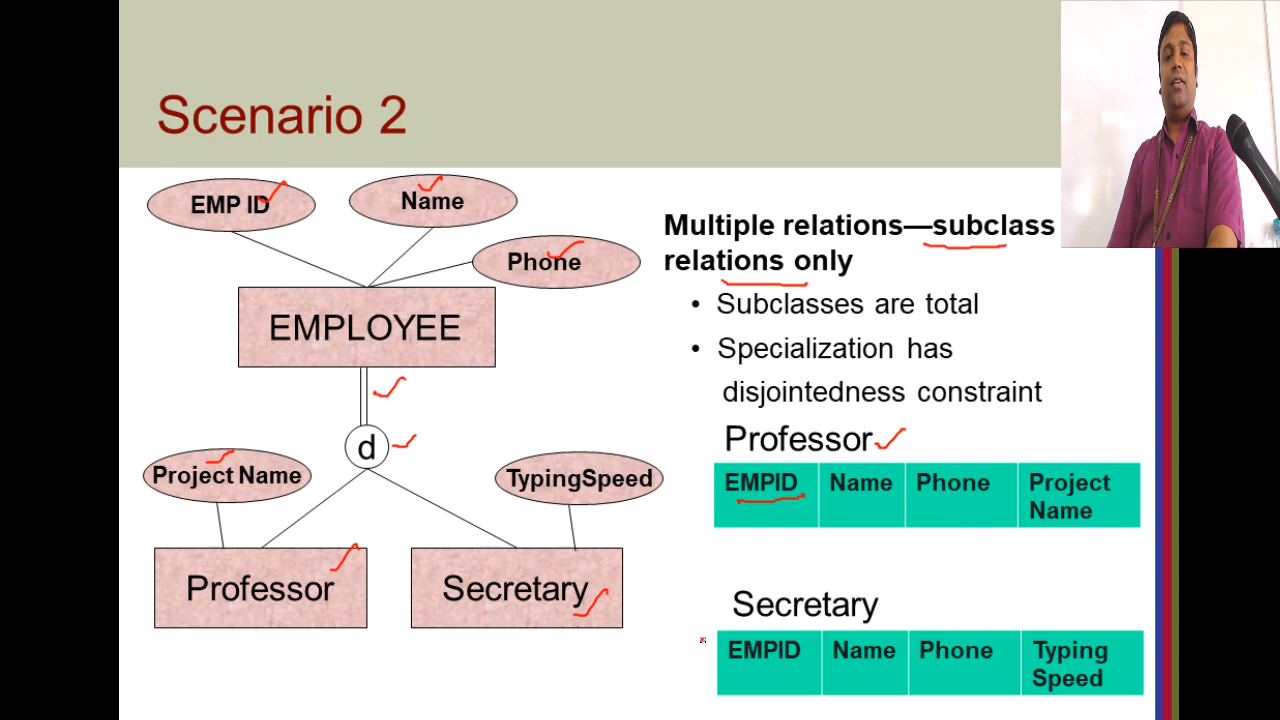 Scenario 2
EMP ID
Name
Phone
EMPLOYEE
d
Project Name
TypingSpeed
Professor
Secretary
Multiple relations—subclass
relations only
• Subclasses are total
• Specialization has
disjointedness constraint
Professor
EMPID Name Phone Project
Name
Secretary
EMPID Name Phone Typing
Speed